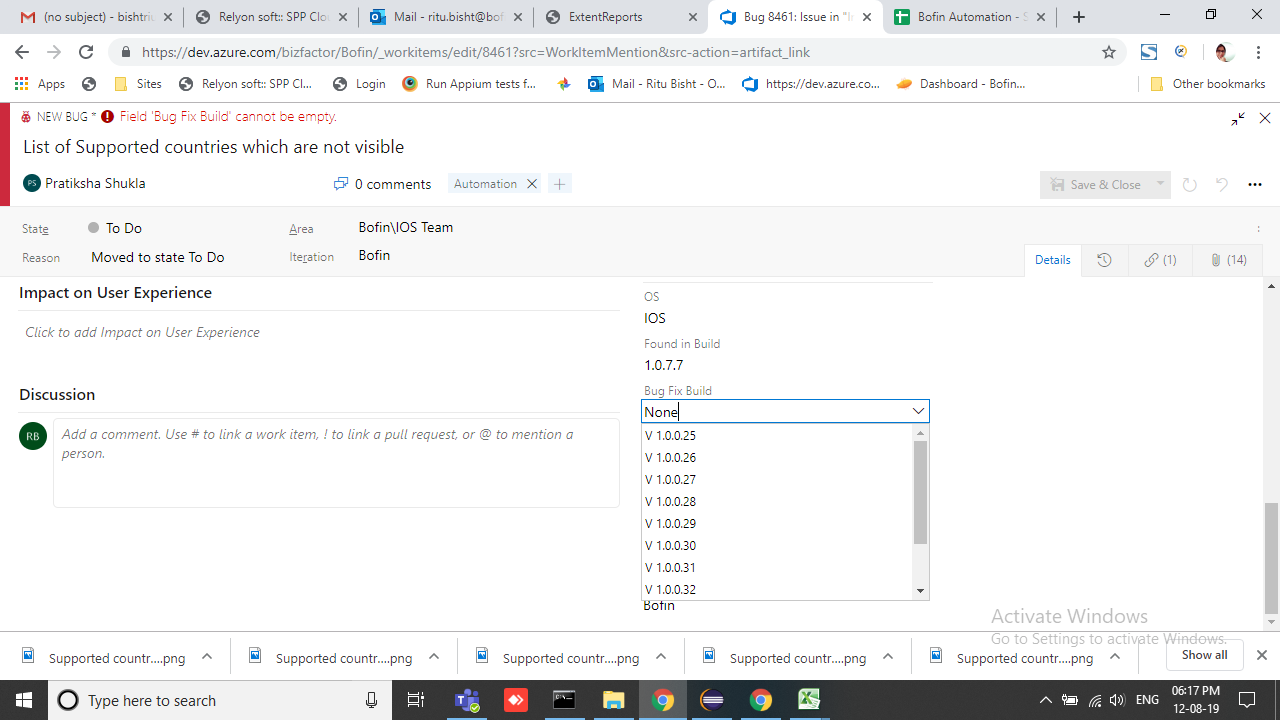 (no subject) - bishtriu
Relyon soft:: SPP Clou
Mail - ritu.bisht@bof
ExtentReports
Bug 8461: Issue in "In
Bofin Automation - S
https://dev.azure.com/bizfactor/Bofin/_workitems/edit/8461?src=WorkItemMention&src-action=artifact_link
Apps
Sites
Relyon soft:: SPP Cl...
Login
Run Appium tests f...
Mail - Ritu Bisht - O...
https://dev.azure.co...
Dashboard - Bofin...
Other bookmarks
NEW BUG * Field 'Bug Fix Build' cannot be empty.
List of Supported countries which are not visible
PS Pratiksha Shukla
0 comments
Automation
Save & Close
State
To Do
Area
Bofin\IOS Team
Reason
Moved to state To Do
Iteration
Bofin
Details
(1)
(14)
Impact on User Experience
Click to add Impact on User Experience
Discussion
RB
Add a comment. Use # to link a work item, ! to link a pull request, or @ to mention a
person.
OS
IOS
Found in Build
1.0.7.7
Bug Fix Build
None
V 1.0.0.25
V 1.0.0.26
V 1.0.0.27
V 1.0.0.28
V 1.0.0.29
V 1.0.0.30
V 1.0.0.31
V 1.0.0.32
Bofin
Activate Windows
Go to Settings to activate Windows.
Supported countr....png
Supported countr....png
Supported countr....png
Supported countr....png
Supported countr....png
Show all
Type here to search
ENG
06:17 PM
12-08-19